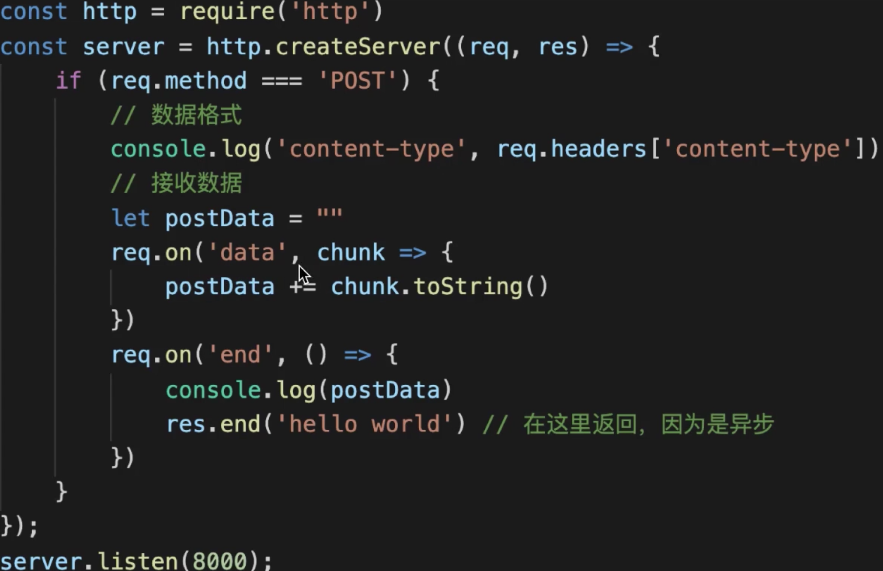 const http = require('http')
const server = http.createServer((req, res) => {
    if (req.method === 'POST') {
        // 数据格式
        console.log('content-type', req.headers['content-type'])
        // 接收数据
        let postData = ""
        req.on('data', chunk => {
            postData += chunk.toString()
        })
        req.on('end', () => {
            console.log(postData)
            res.end('hello world') // 在这里返回，因为是异步
        })
    }
});
server.listen(8000);